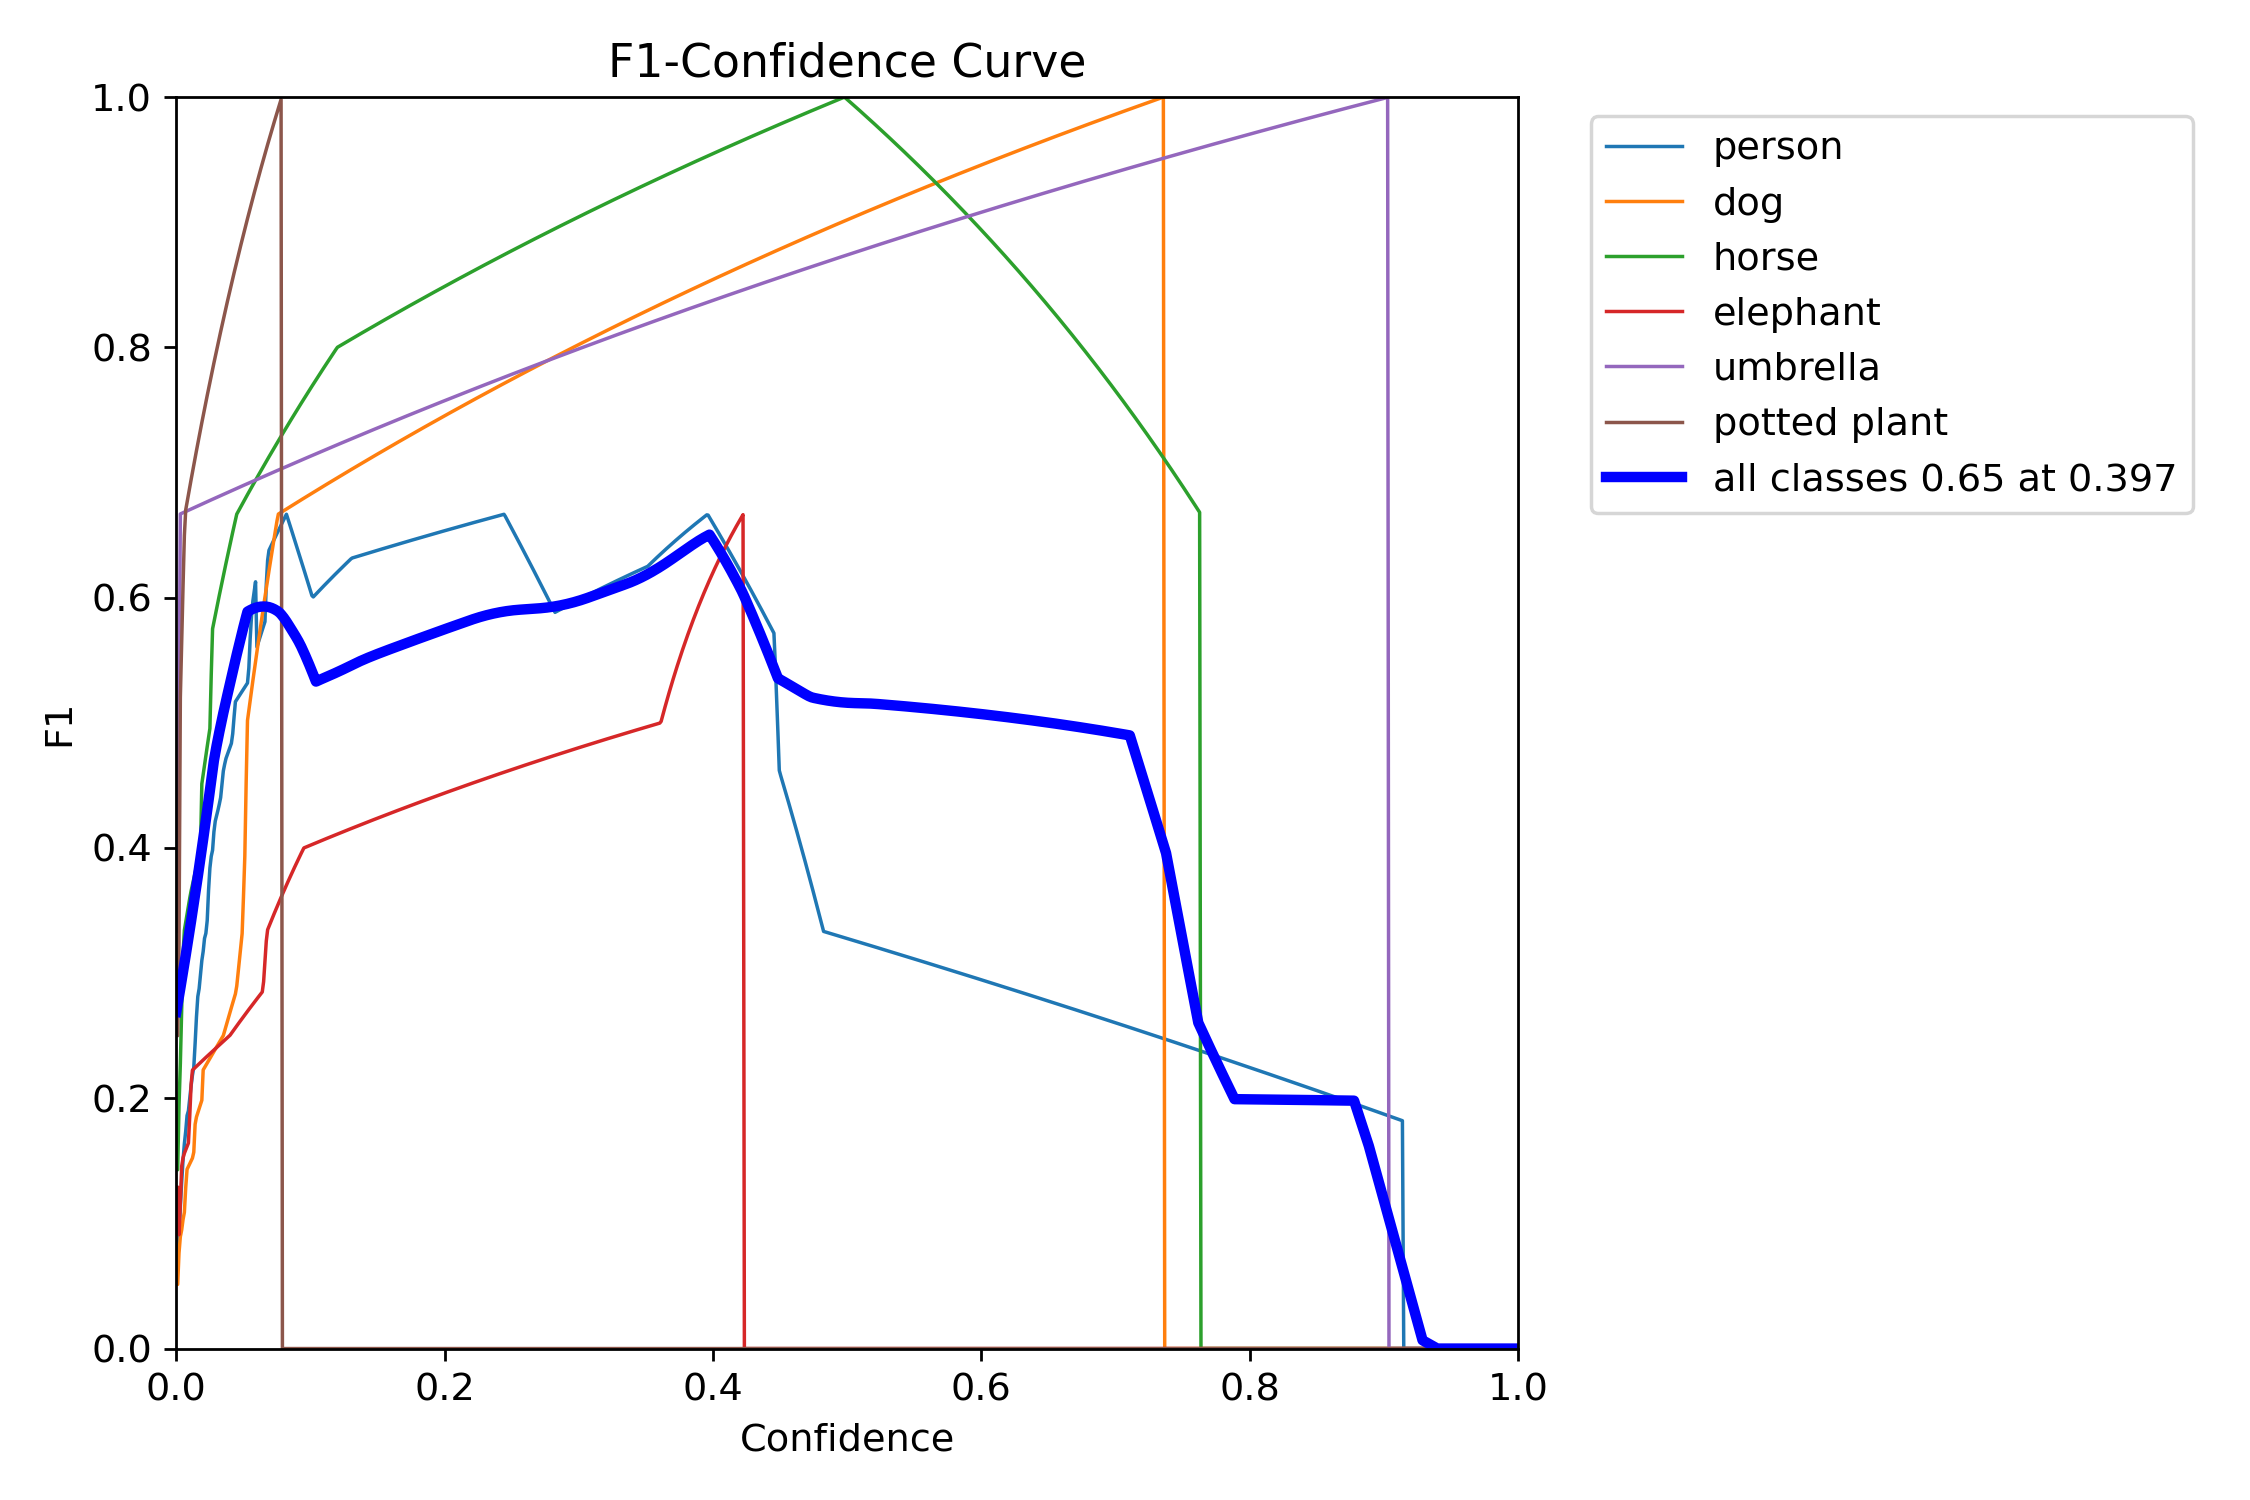 F1-Confidence Curve
1.0
0.8
0.6
0.4
0.2
0.0
F1
0.0 0.2 0.4 0.6 0.8 1.0
Confidence
person
dog
horse
elephant
umbrella
potted plant
all classes 0.65 at 0.397